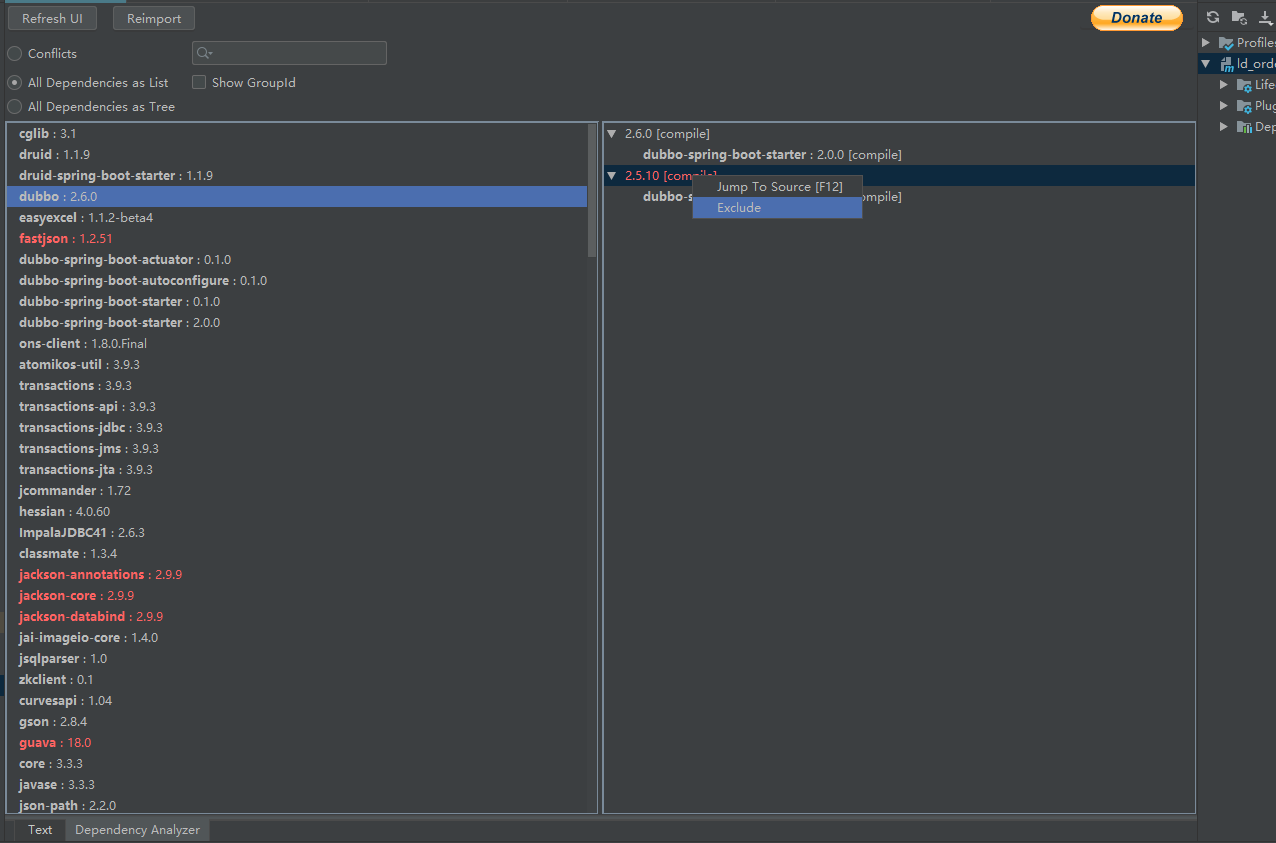 Refresh UI
Reimport
Donate
Conflicts
All Dependencies as List
Show GroupId
All Dependencies as Tree
cglib : 3.1
druid : 1.1.9
druid-spring-boot-starter : 1.1.9
dubbo : 2.6.0
easyexcel : 1.1.2-beta4
fastjson : 1.2.51
dubbo-spring-boot-actuator : 0.1.0
dubbo-spring-boot-autoconfigure : 0.1.0
dubbo-spring-boot-starter : 0.1.0
dubbo-spring-boot-starter : 2.0.0
ons-client : 1.8.0.Final
atomikos-util : 3.9.3
transactions : 3.9.3
transactions-api : 3.9.3
transactions-jdbc : 3.9.3
transactions-jms : 3.9.3
transactions-jta : 3.9.3
jcommander : 1.72
hessian : 4.0.60
ImpalaJDBC41 : 2.6.3
classmate : 1.3.4
jackson-annotations : 2.9.9
jackson-core : 2.9.9
jackson-databind : 2.9.9
jai-imageio-core : 1.4.0
jsqlparser : 1.0
zkclient : 0.1
curvesapi : 1.04
gson : 2.8.4
guava : 18.0
core : 3.3.3
javase : 3.3.3
json-path : 2.2.0
2.6.0 [compile]
dubbo-spring-boot-starter : 2.0.0 [compile]
2.5.10 [compile]
Jump To Source [F12]
dubbo-s
ompile]
Exclude
Profiles
ld_orde
Life
Plug
Dep
Text
Dependency Analyzer